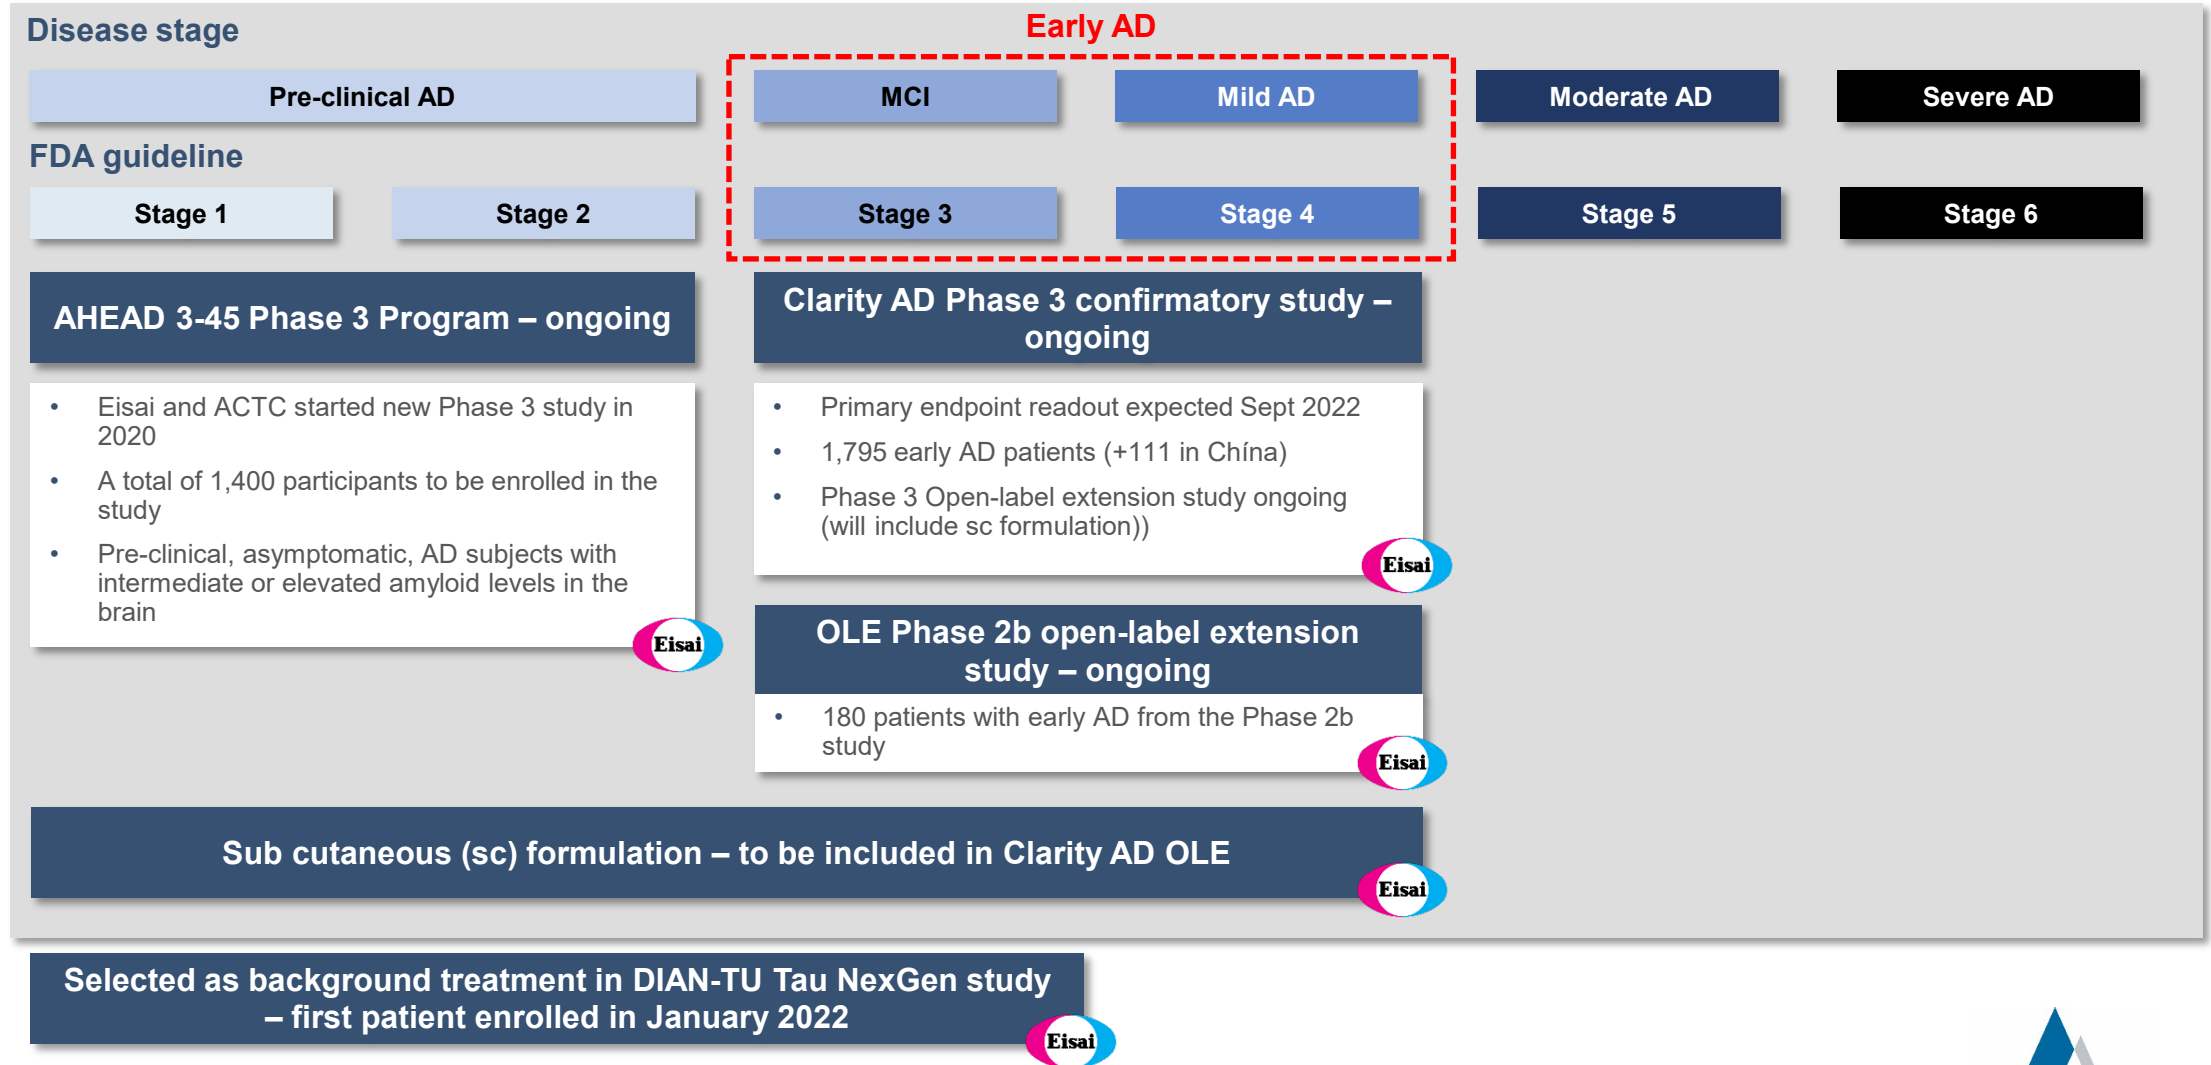 Disease stage
Early AD
Pre-clinical AD
MCI
Mild AD
Moderate AD
Severe AD
FDA guideline
Stage 1
Stage 2
Stage 3
Stage 4
Stage 5
Stage 6
AHEAD 3-45 Phase 3 Program – ongoing
• Eisai and ACTC started new Phase 3 study in
2020
• A total of 1,400 participants to be enrolled in the
study
• Pre-clinical, asymptomatic, AD subjects with
intermediate or elevated amyloid levels in the
brain
Eisai
Clarity AD Phase 3 confirmatory study –
ongoing
• Primary endpoint readout expected Sept 2022
• 1,795 early AD patients (+111 in Chína)
• Phase 3 Open-label extension study ongoing
(will include sc formulation))
Eisai
OLE Phase 2b open-label extension
study – ongoing
• 180 patients with early AD from the Phase 2b
study
Eisai
Sub cutaneous (sc) formulation – to be included in Clarity AD OLE
Eisai
Selected as background treatment in DIAN-TU Tau NexGen study
– first patient enrolled in January 2022
Eisai